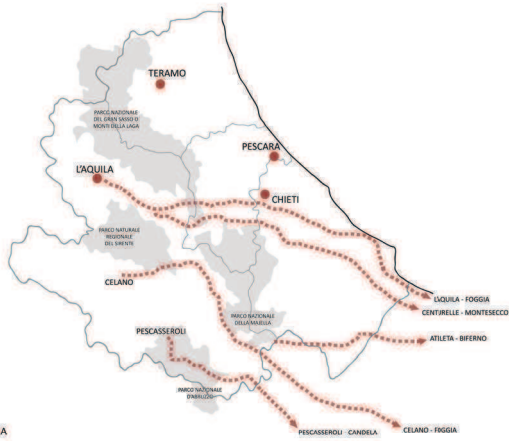 TERAMO
PARCO NAZIONALE
DEL GRAN SASSO O
MONTI DELLA LAGA
PESCARA
L'AQUILA
CHIETI
PARCO NATURALE
REGIONALE
DEL SIRENTE
CELANO
L'AQUILA - FOGGIA
CENTURELLE - MONTESECCO
PARCO NAZIONALE
DELLA MAIELLA
PESCASSEROLI
ATILETA - BIFERNO
PARCO NAZIONALE
D'ABRUZZO
A
PESCASSEROLI - CANDELA
CELANO - FOGGIA